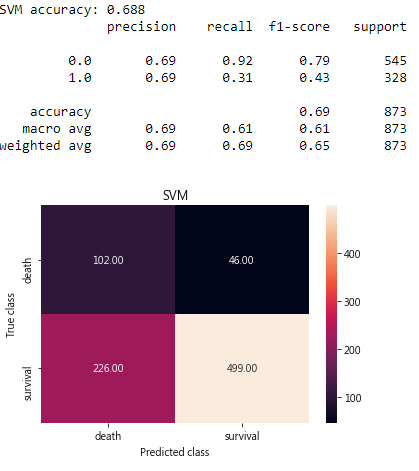 SVM accuracy: 0.688
precision recall f1-score support
0.0 0.69 0.92 0.79 545
1.0 0.69 0.31 0.43 328
accuracy 0.69 873
macro avg 0.69 0.61 0.61 873
weighted avg 0.69 0.69 0.65 873
SVM
death
102.00 46.00
400
300
True class
survival
226.00 499.00
200
100
death survival
Predicted class